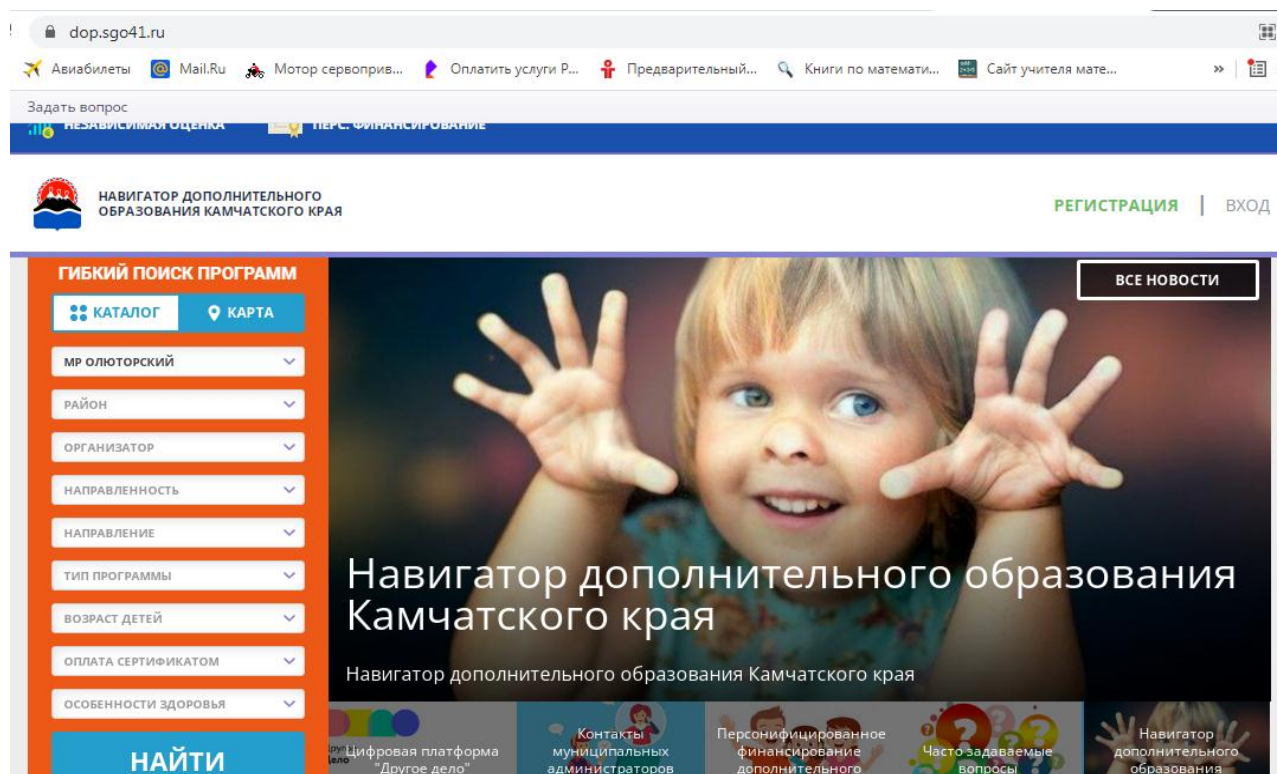 dop.sgo41.ru
Авиабилеты Mail.Ru Мотор сервоприв... Оплатить услуги Р... Предварительный... Книги по математи... Сайт учителя мате... »
Задать вопрос
НЕЗАВИСИМАЯ ОЦЕНКА ПЕРС. ФИНАНСИРОВАНИЕ
НАВИГАТОР ДОПОЛНИТЕЛЬНОГО
ОБРАЗОВАНИЯ КАМЧАТСКОГО КРАЯ
РЕГИСТРАЦИЯ | ВХОД
ГИБКИЙ ПОИСК ПРОГРАММ
КАТАЛОГ КАРТА
МР ОЛЮТОРСКИЙ
РАЙОН
ОРГАНИЗАТОР
НАПРАВЛЕННОСТЬ
НАПРАВЛЕНИЕ
ТИП ПРОГРАММЫ
ВОЗРАСТ ДЕТЕЙ
ОПЛАТА СЕРТИФИКАТОМ
ОСОБЕННОСТИ ЗДОРОВЬЯ
НАЙТИ
ВСЕ НОВОСТИ
Навигатор дополнительного образования
Камчатского края
Навигатор дополнительного образования Камчатского края
Цифровая платформа
"Другое дело"
Контакты
муниципальных
администраторов
Персонифицированное
финансирование
дополнительного
Часто задаваемые
вопросы
Навигатор
дополнительного
образования